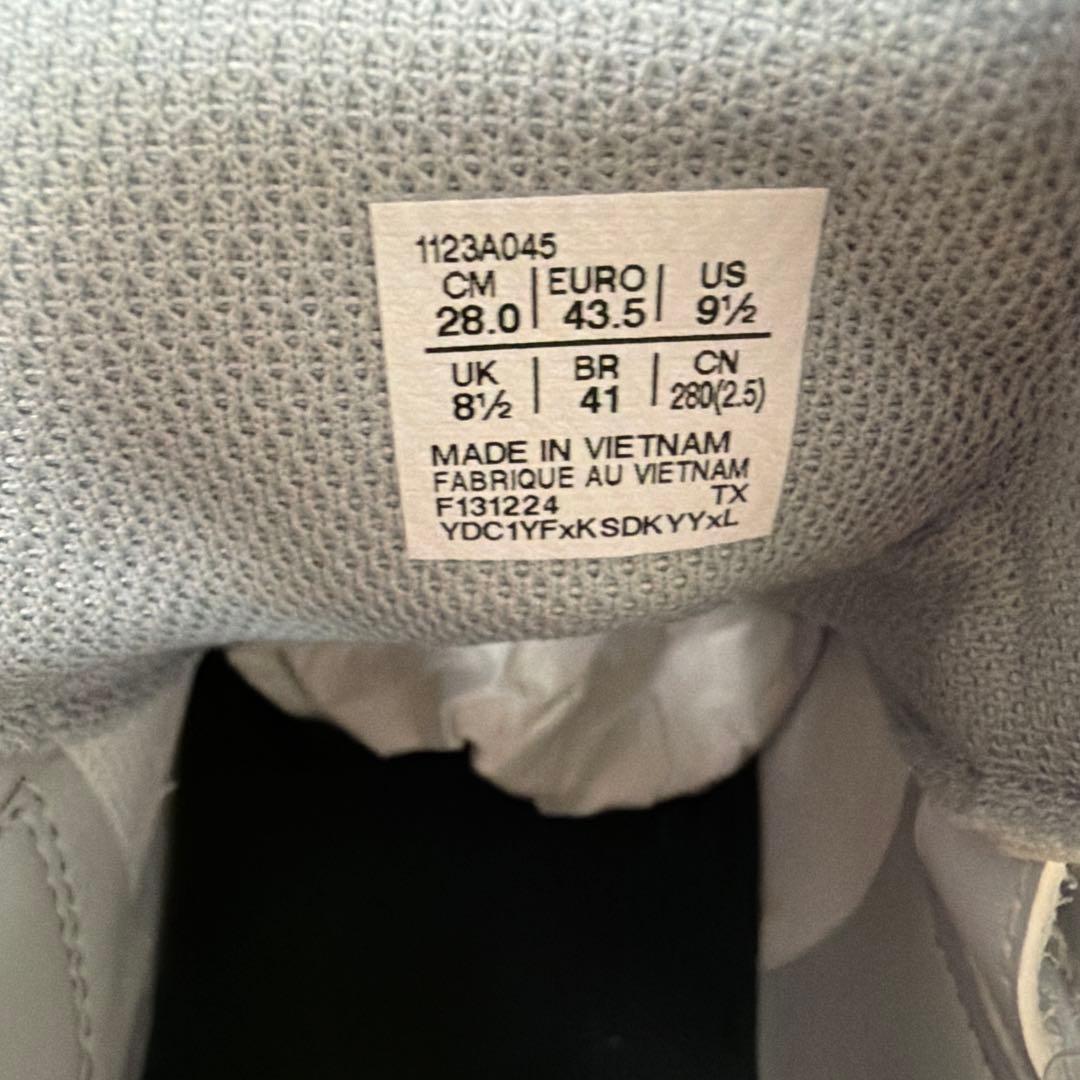 1123A045
CM | EURO | US
28.0 | 43.5 | 9½
UK | BR | CN
8½ | 41 | 280(2.5)
MADE IN VIETNAM
FABRIQUE AU VIETNAM
F131224 TX
YDC1YFxKSDKYYxL